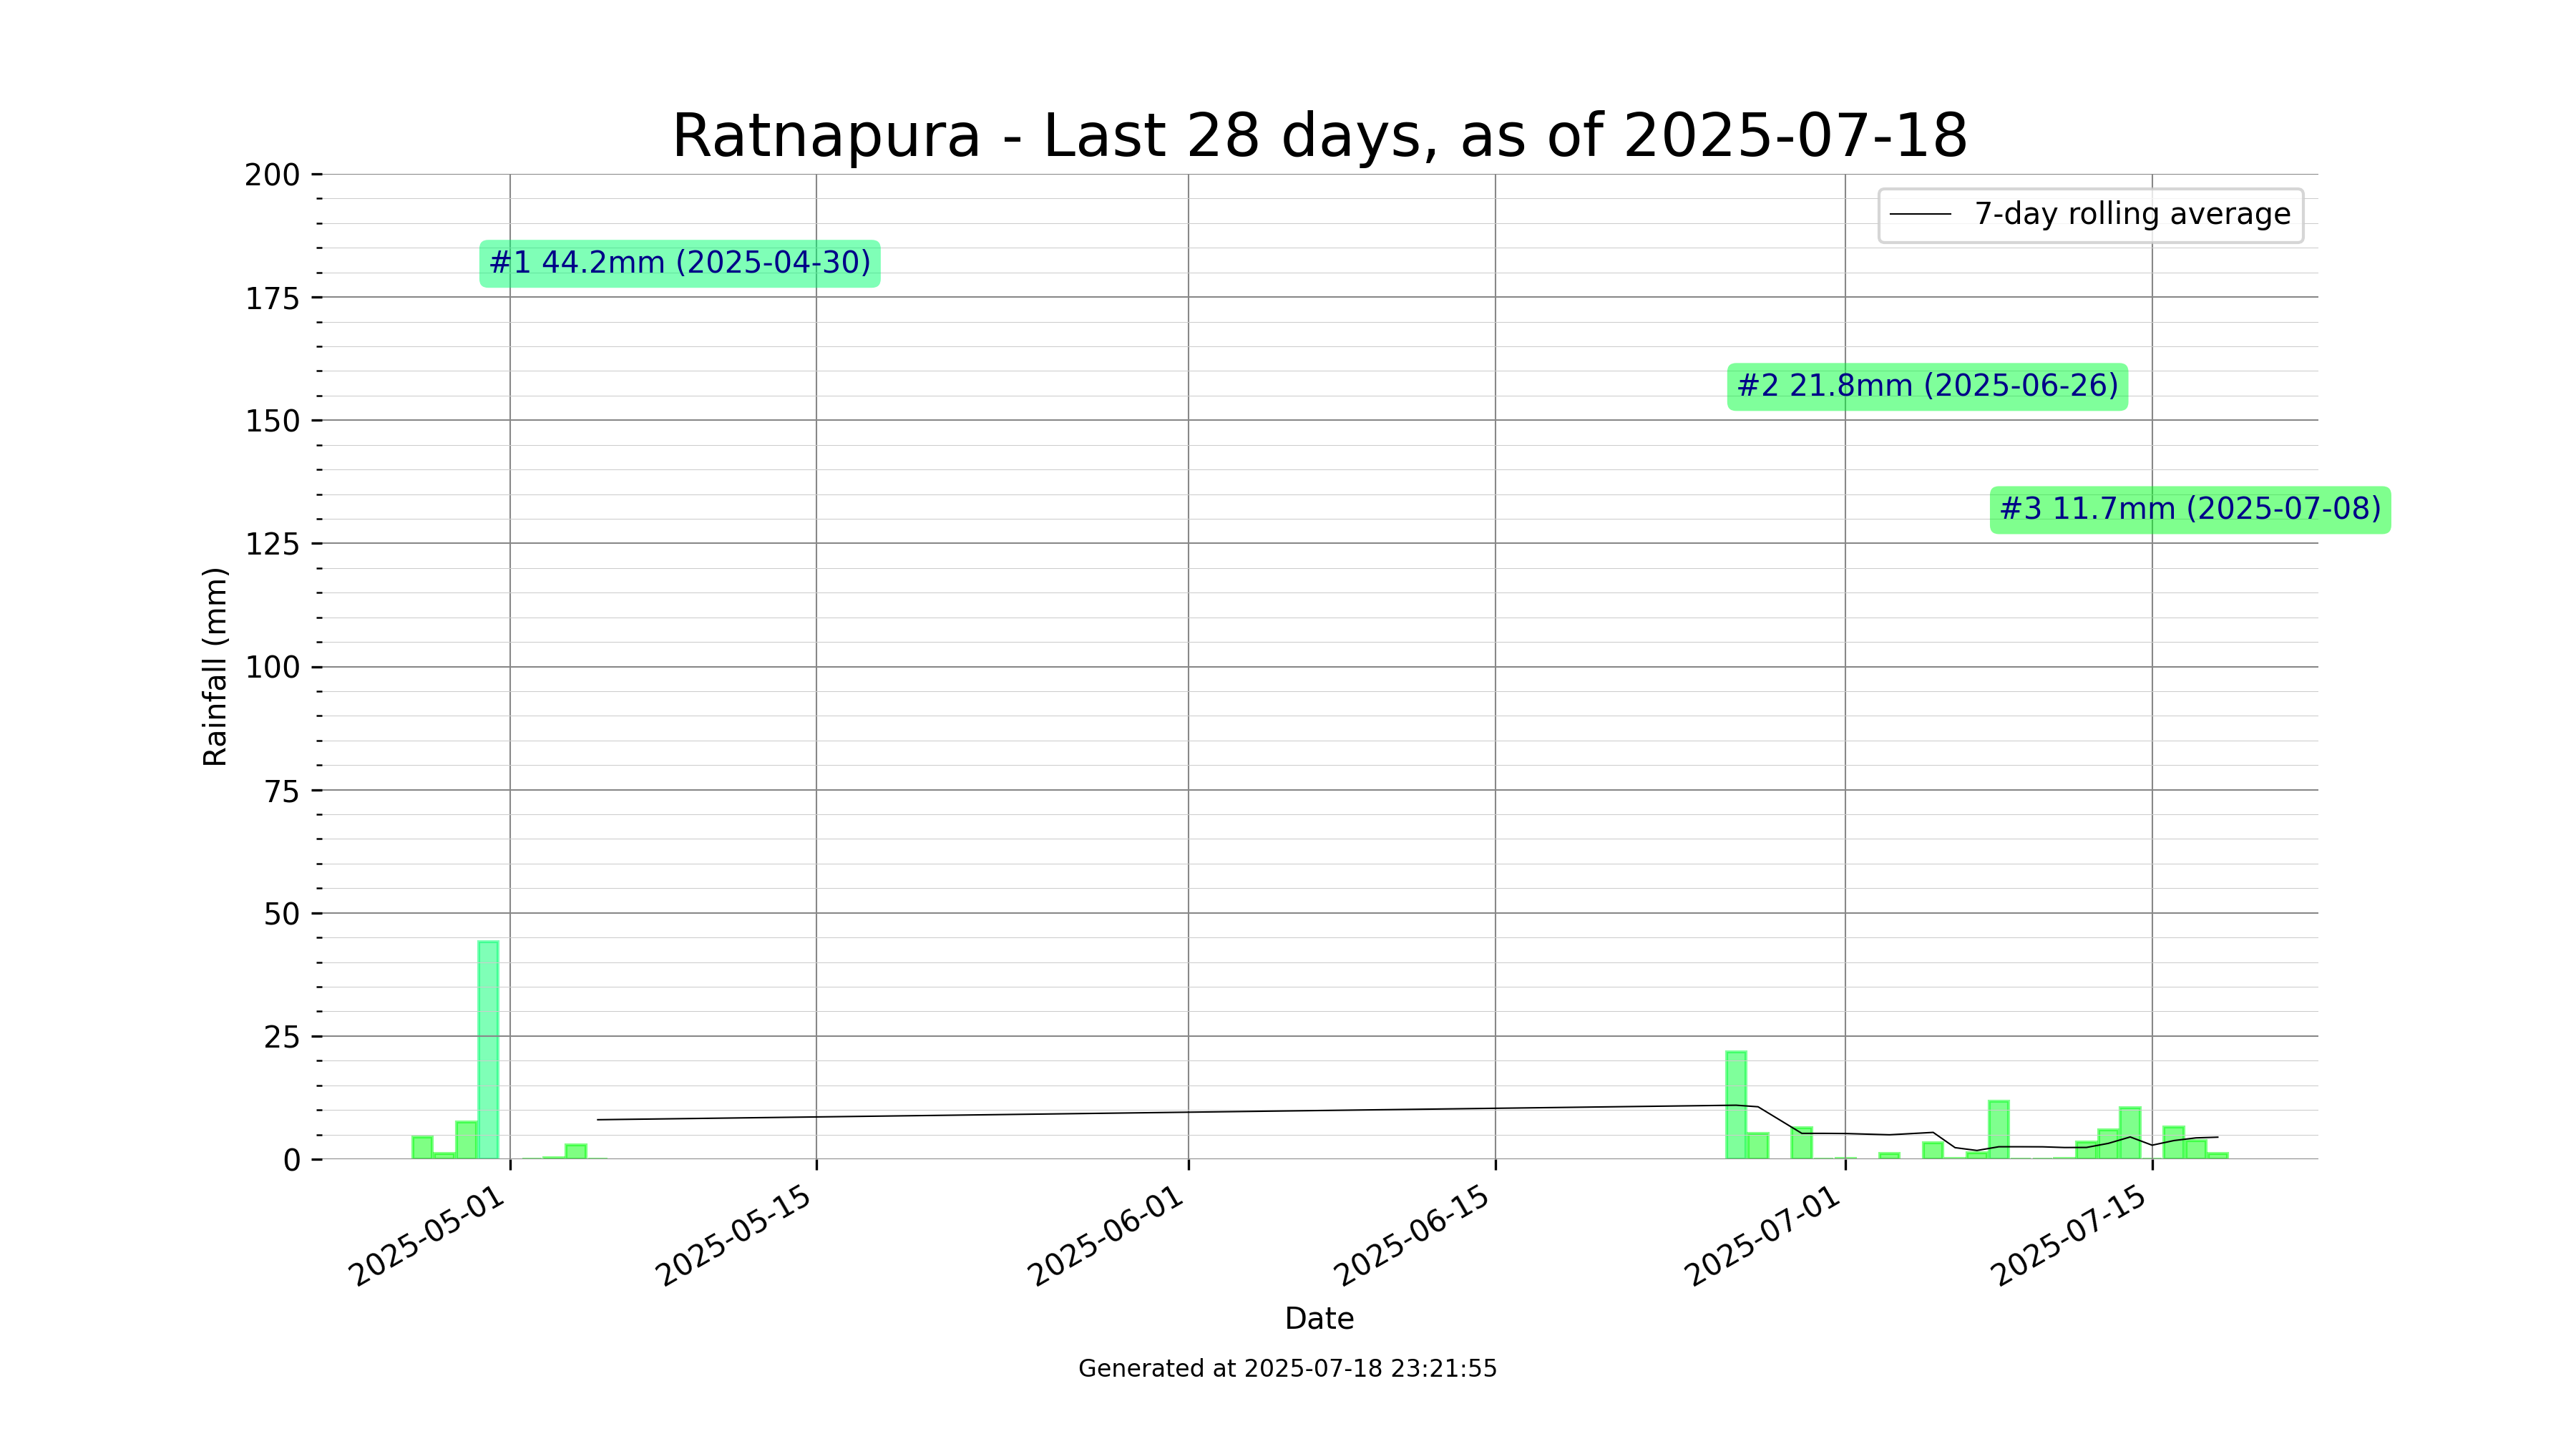 Ratnapura - Last 28 days, as of 2025-07-18
7-day rolling average
#1 44.2mm (2025-04-30)
#2 21.8mm (2025-06-26)
#3 11.7mm (2025-07-08)
Rainfall (mm)
200
175
150
125
100
75
50
25
0
2025-05-01
2025-05-15
2025-06-01
2025-06-15
2025-07-01
2025-07-15
Date
Generated at 2025-07-18 23:21:55